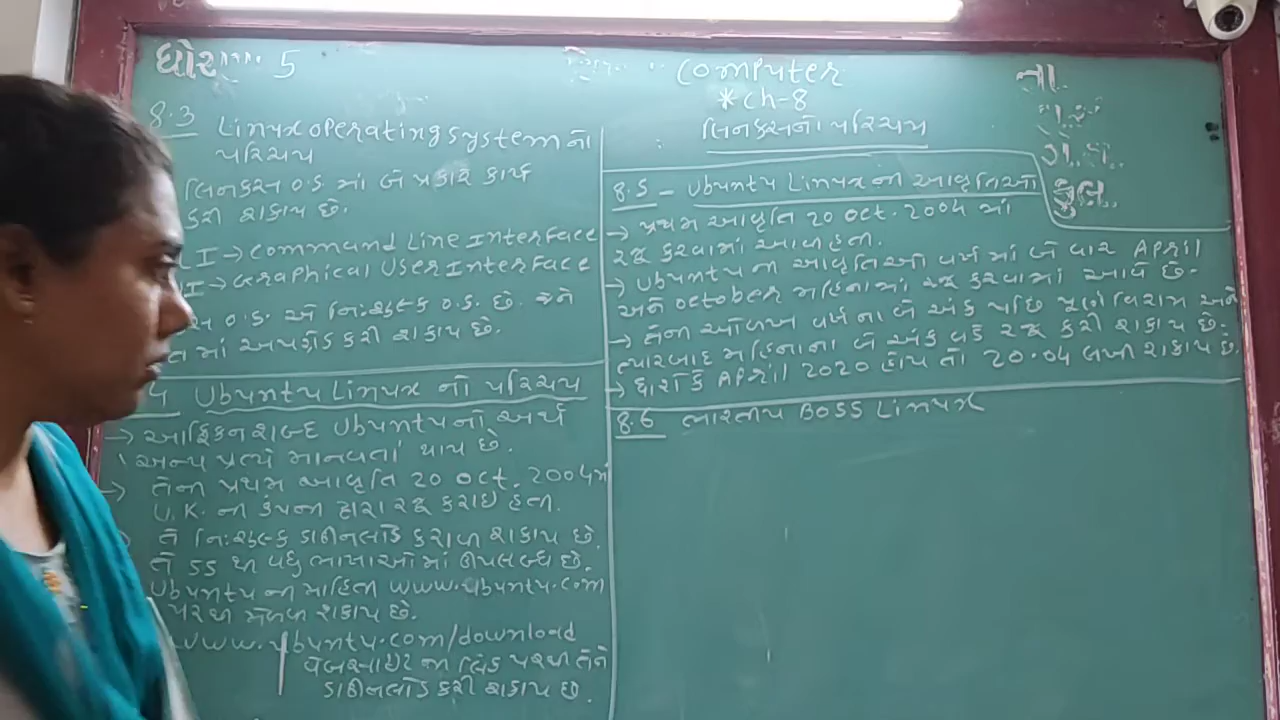 ધોરણ 5
Computer
* ch-8
લિનક્સનો પરિચય
તા.
કુલ
8.3 Linux operating system નો
પરિચય
લિનક્સ O.S. માં બે પ્રકારે કાર્ય
કરી શકાય છે.
I → Command Line Interface
I → Graphical User Interface
O.S. એ નિ:શુલ્ક O.S. છે. જેને
માં અપગ્રેડ કરી શકાય છે.
Ubuntu Linux નો પરિચય
→ આફ્રિકન શબ્દ Ubuntu નો અર્થ
અન્ય પ્રત્યે માનવતા થાય છે.
→ તેની પ્રથમ આવૃતિ 20 Oct. 2004માં
U.K. ની કંપની દ્વારા રજૂ કરાઈ હતી.
તે નિ:શુલ્ક ડાઉનલોડ કરી શકાય છે.
તે 55 થી વધુ ભાષાઓમાં ઉપલબ્ધ છે.
Ubuntu ની માહિતી www.ubuntu.com
પરથી મેળવી શકાય છે.
www.ubuntu.com/download
વેબસાઇટ ની લિંક પરથી તેને
ડાઉનલોડ કરી શકાય છે.
8.5 – Ubuntu Linux ની આવૃતિઓ
→ પ્રથમ આવૃતિ 20 Oct. 2004 માં
રજૂ કરવામાં આવી હતી.
→ Ubuntu ની આવૃતિઓ વર્ષ માં બે વાર April
અને October મહિનામાં રજૂ કરવામાં આવે છે.
→ તેની ઓળખ વર્ષ ના બે અંક પછિ પૂર્ણ વિરામ અને
ત્યારબાદ મહિનાના બે અંક વડે રજૂ કરી શકાય છે.
→ ધારો કે April 2020 હોય તો 20.04 લખી શકાય છે.
8.6 ભારતીય BOSS Linux